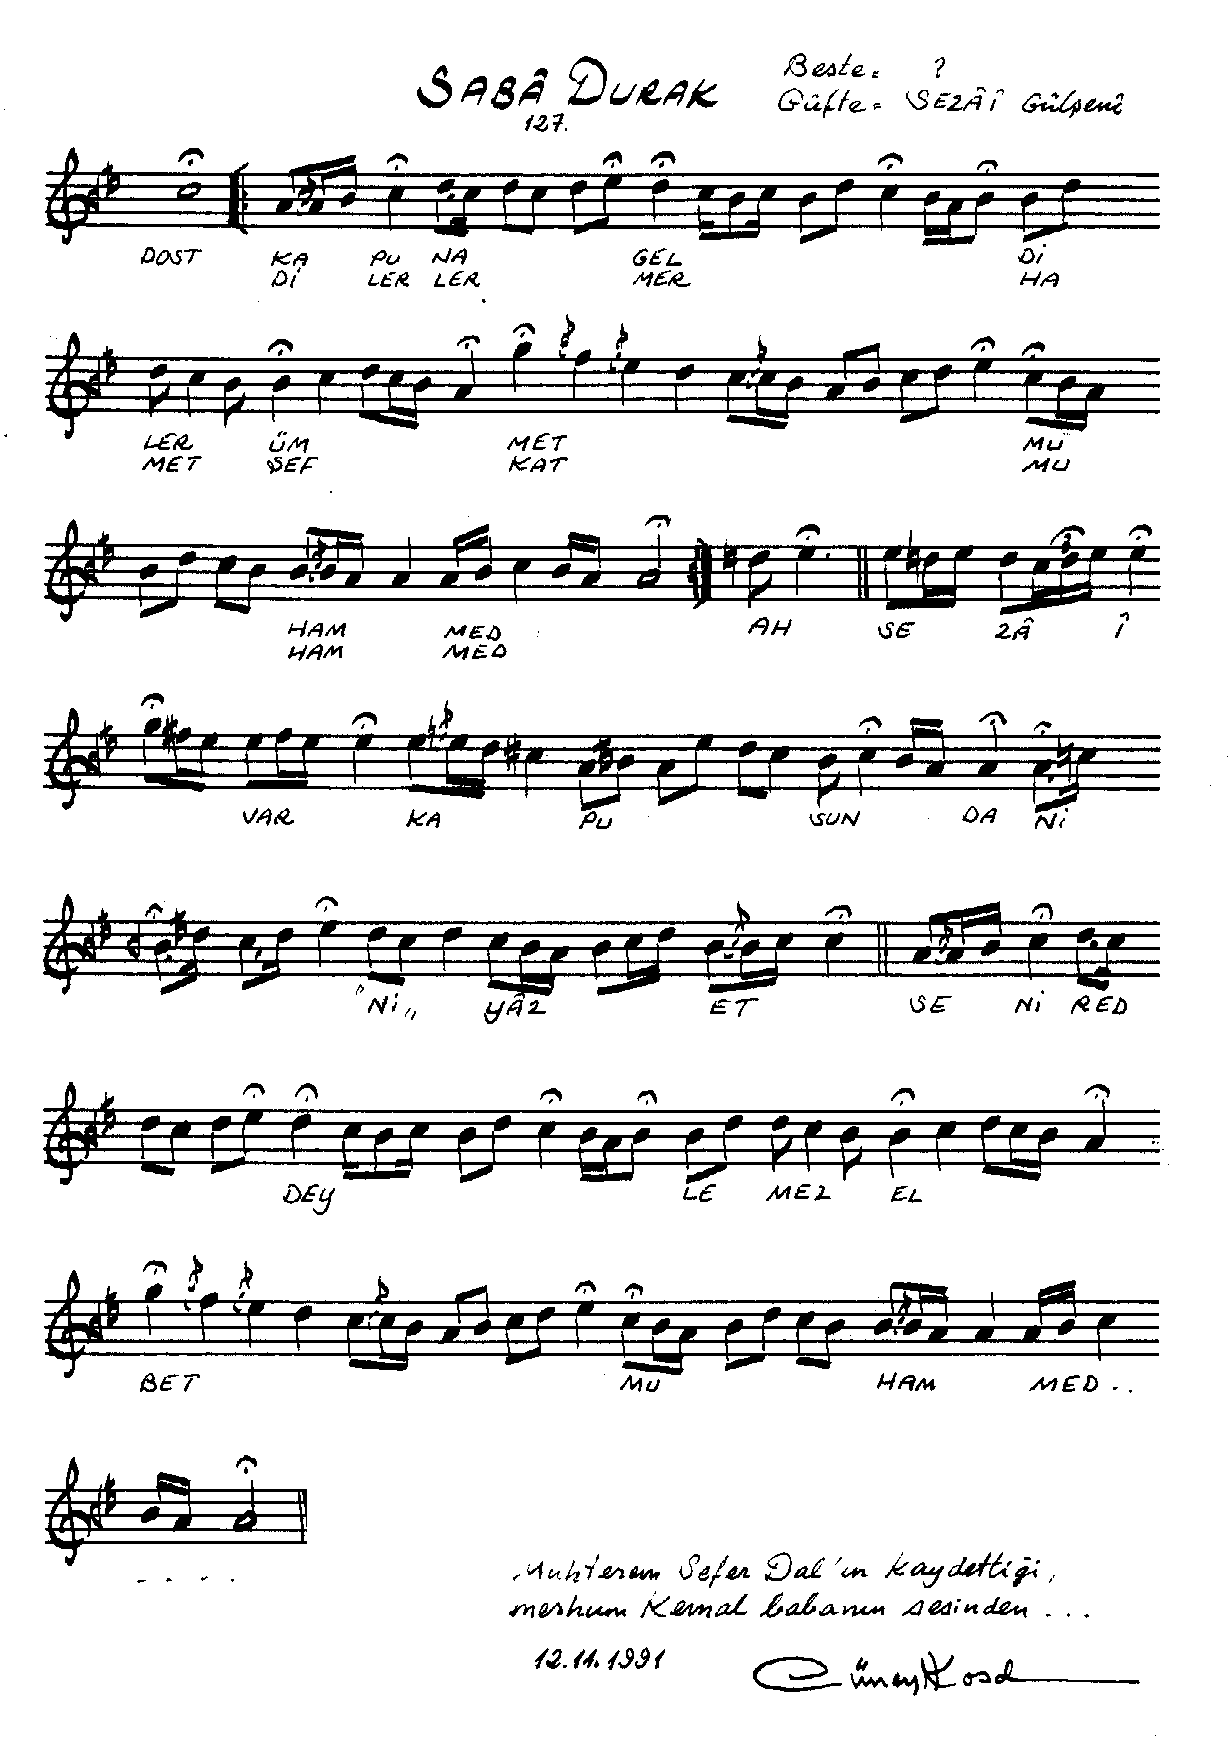 SABÂ DURAK
127.
Beste: ?
Güfte: SEZÂÎ Gülşenî
DOST KA PU NA GEL Dİ
Dİ LER LER MER HA
LER ÜM MET MU
MET ŞEF KAT MU
HAM MED AH SE ZÂ Î
HAM MED
VAR KA PU SUN DA Nİ
"Nİ" YÂZ ET SE Nİ RED
DEY LE MEZ EL
BET MU HAM MED..
....
Muhterem Sefer Dal'ın kaydettiği,
merhum Kemal babanın sesinden ...
12.11.1991